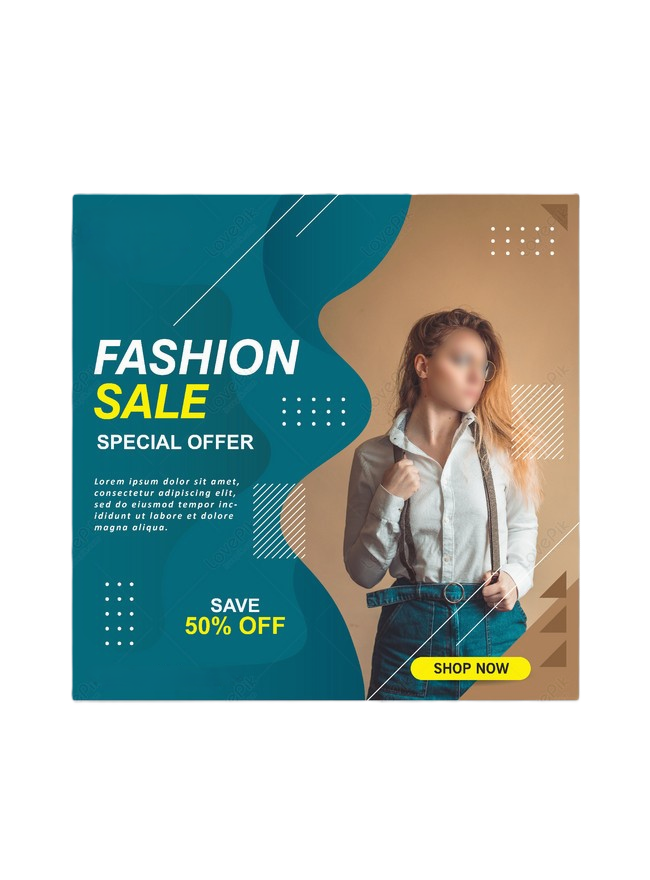 FASHION
SALE
SPECIAL OFFER
Lorem ipsum dolor sit amet,
consectetur adipiscing elit,
sed do eiusmod tempor inc-
ididunt ut labore et dolore
magna aliqua.
SAVE
50% OFF
SHOP NOW